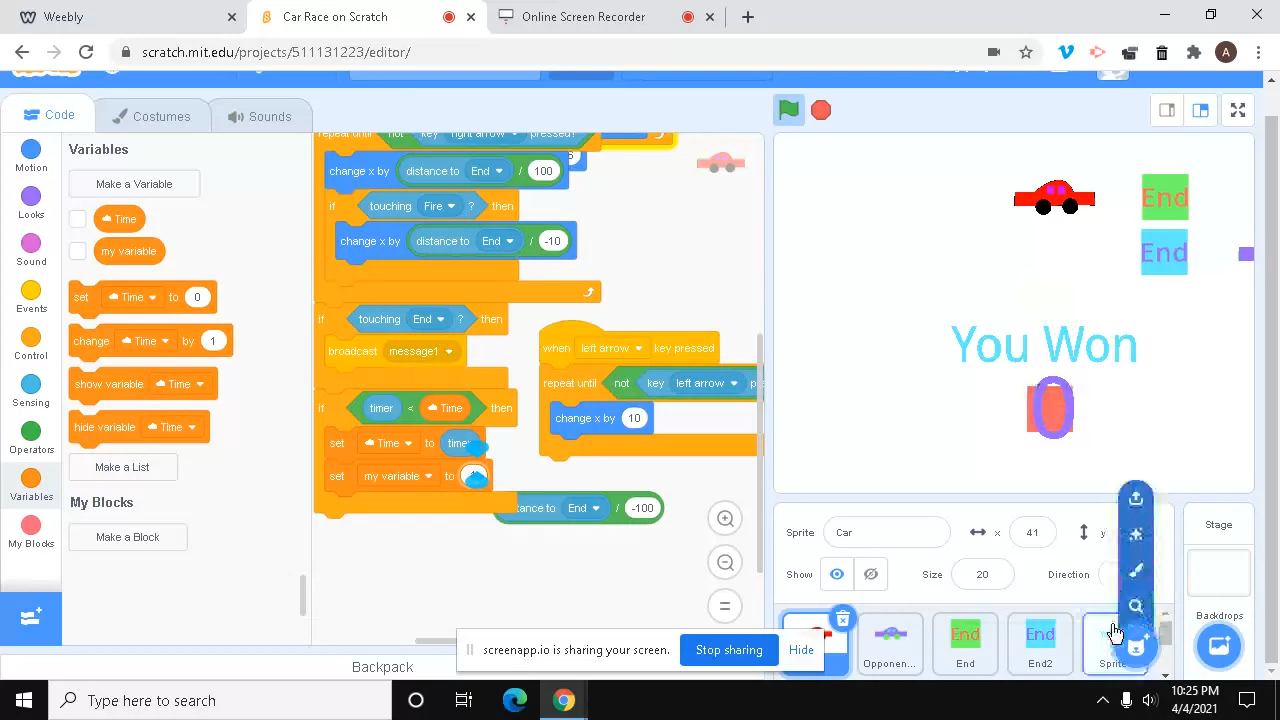 Weekly
Car Race on Scratch
Online Screen Recorder
scratch.mit.edu/projects/511131223/editor/
A
Code
Costumes
Sounds
Motion
Looks
Sound
Events
Control
Sensing
Operators
Variables
My Blocks
Variables
Make a Variable
Time
my variable
set Time to 0
change Time by 1
show variable Time
hide variable Time
Make a List
My Blocks
Make a Block
repeat until not key right arrow pressed?
change x by distance to End / 100
if touching Fire ? then
change x by distance to End / -10
if touching End ? then
broadcast message1
if timer < Time then
set Time to timer
set my variable to
when left arrow key pressed
repeat until not key left arrow
change x by 10
End / -100
Backpack
End
End
You Won
0
Sprite Car x 41 y
Show Size 20 Direction
Opponen...
End
End2
Stage
Backdrops
screenapp.io is sharing your screen.
Stop sharing
Hide
Type here to search
10:25 PM
4/4/2021